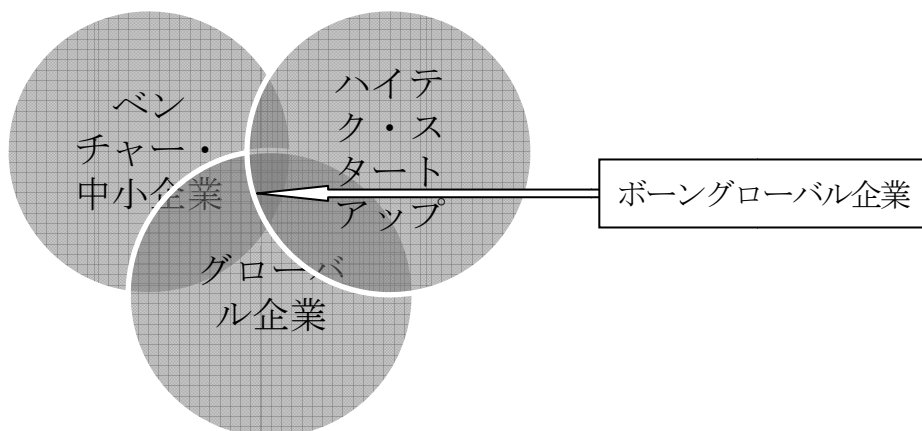 ベン
チャー・
中小企業
ハイテ
ク・ス
タート
アップ
グローバ
ル企業
ボーングローバル企業